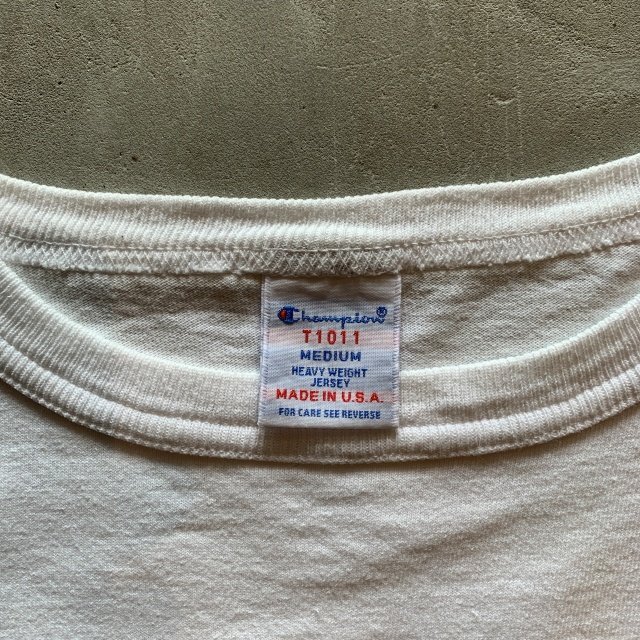 Champion®
T1011
MEDIUM
HEAVY WEIGHT
JERSEY
MADE IN U.S.A.
FOR CARE SEE REVERSE